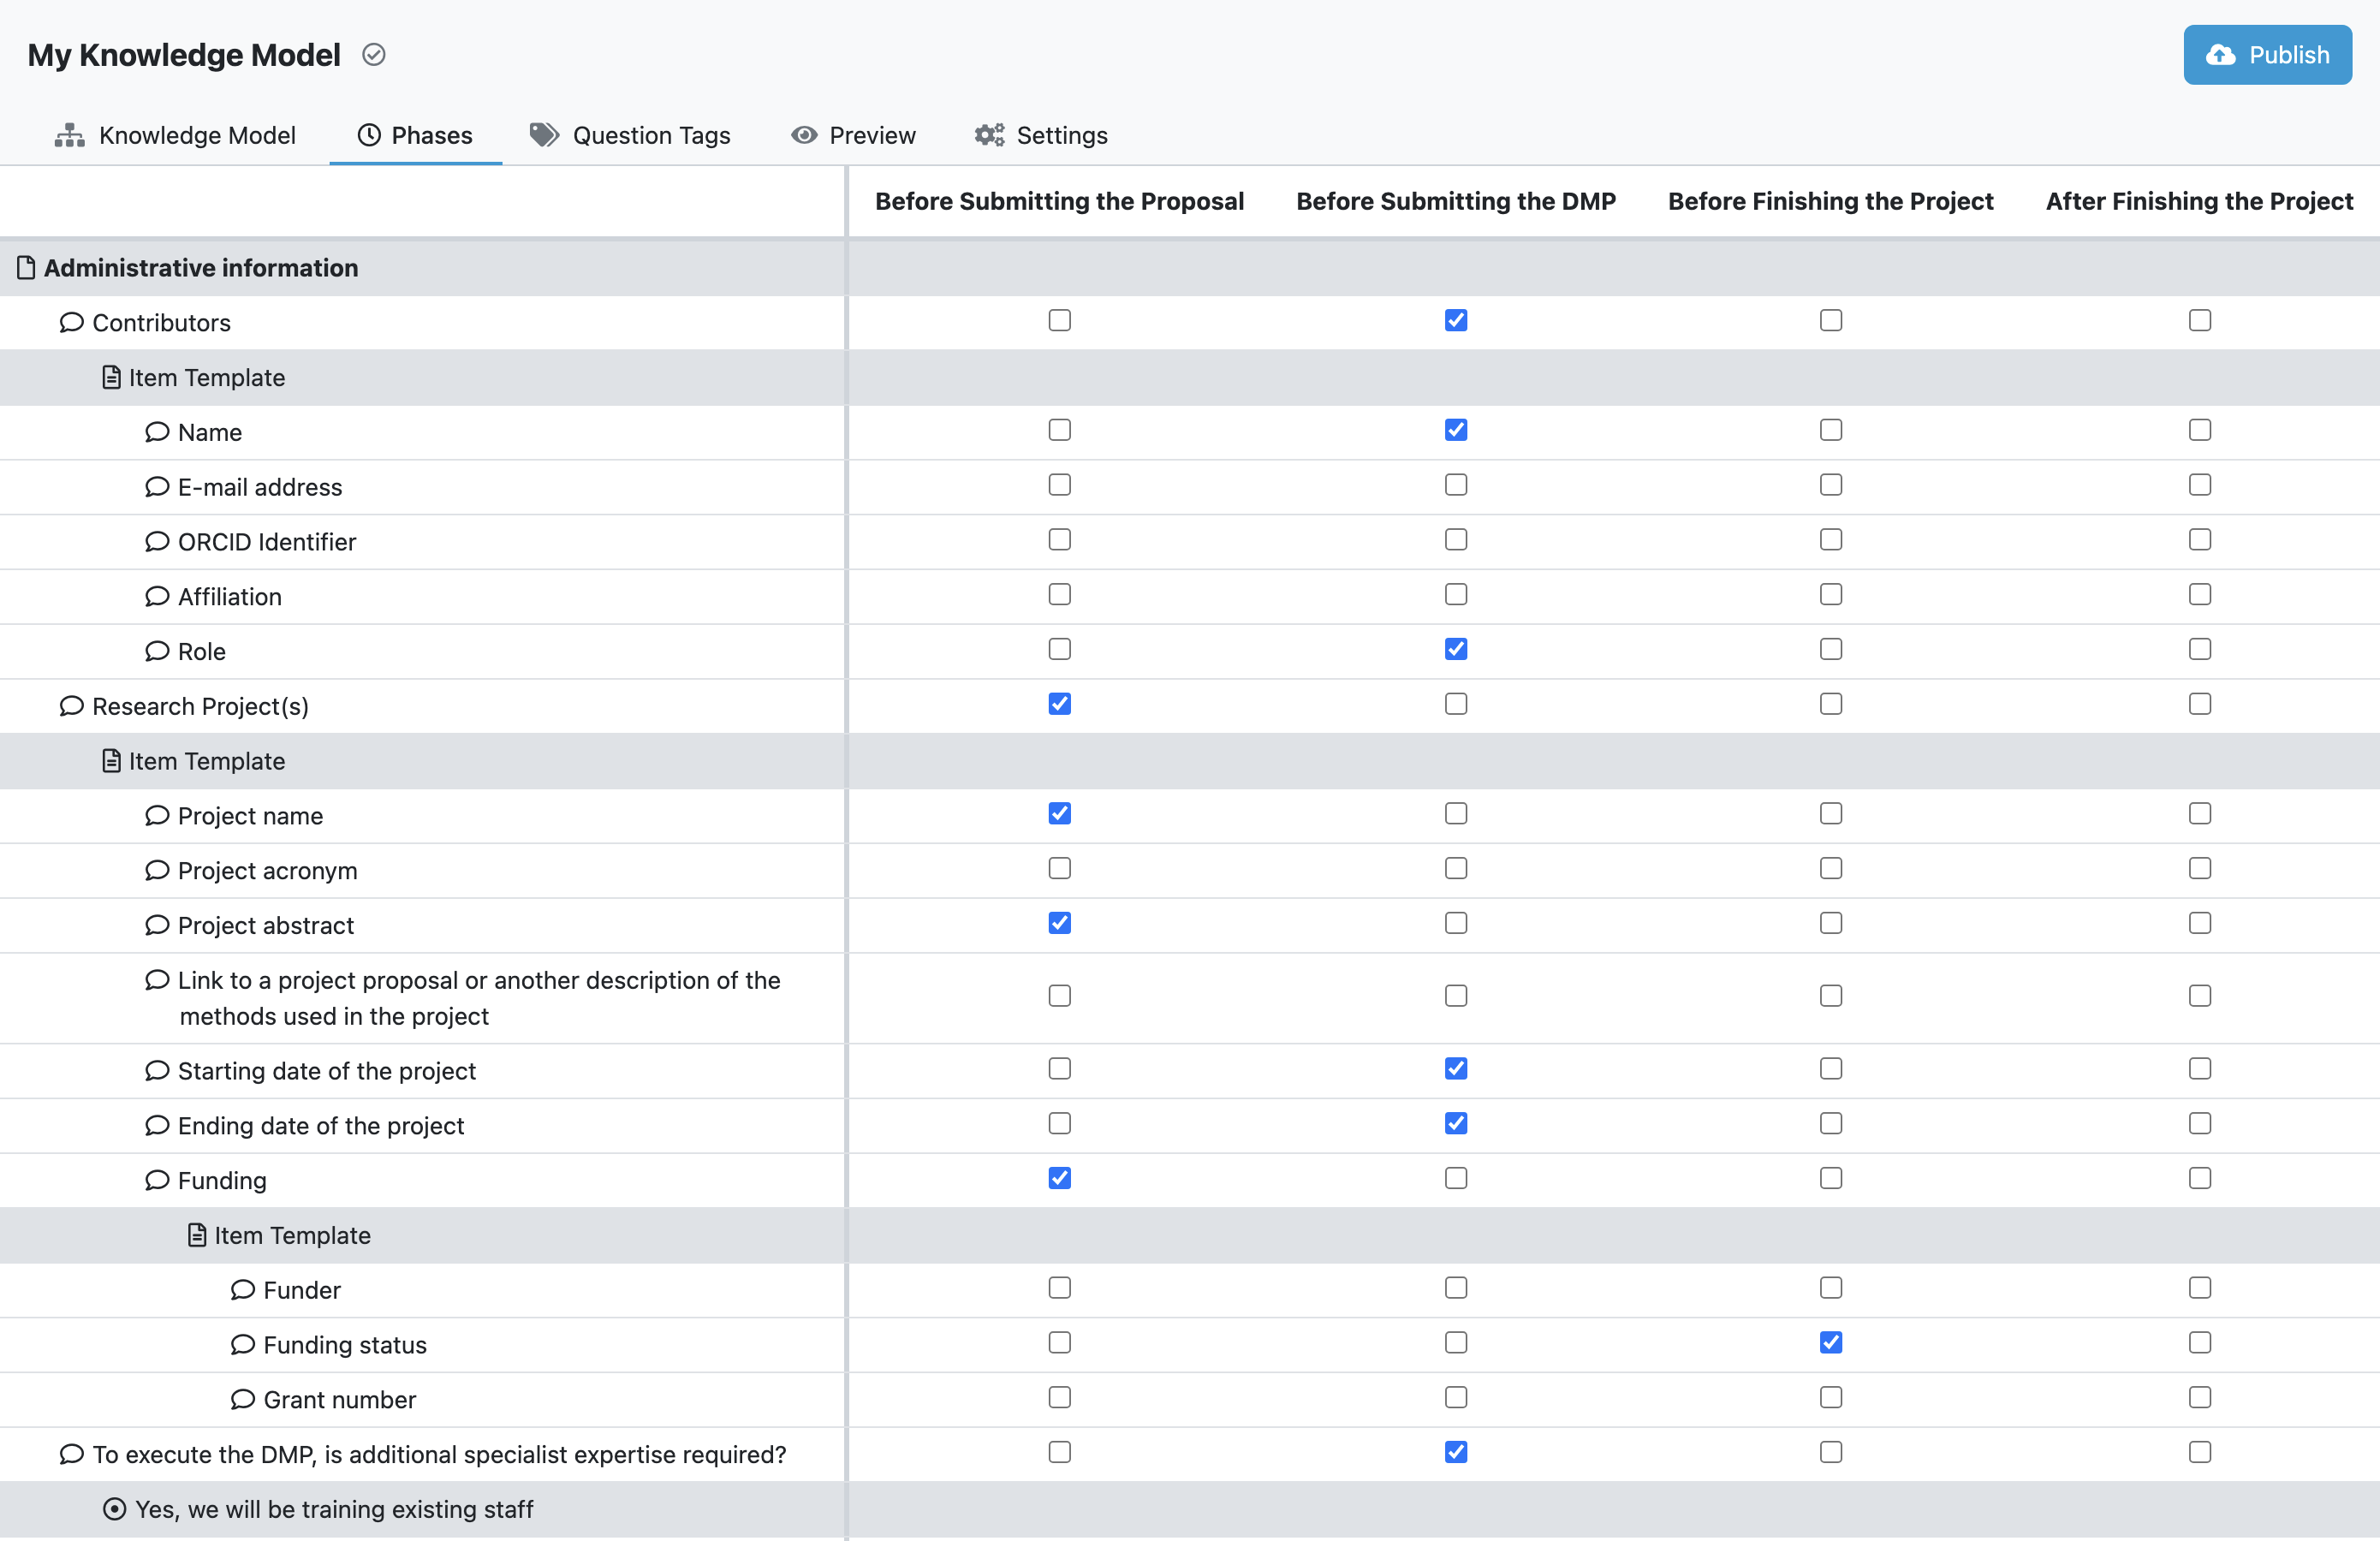 My Knowledge Model
Publish
Knowledge Model Phases Question Tags Preview Settings
Before Submitting the Proposal Before Submitting the DMP Before Finishing the Project After Finishing the Project
Administrative information
Contributors
Item Template
Name
E-mail address
ORCID Identifier
Affiliation
Role
Research Project(s)
Item Template
Project name
Project acronym
Project abstract
Link to a project proposal or another description of the
methods used in the project
Starting date of the project
Ending date of the project
Funding
Item Template
Funder
Funding status
Grant number
To execute the DMP, is additional specialist expertise required?
Yes, we will be training existing staff